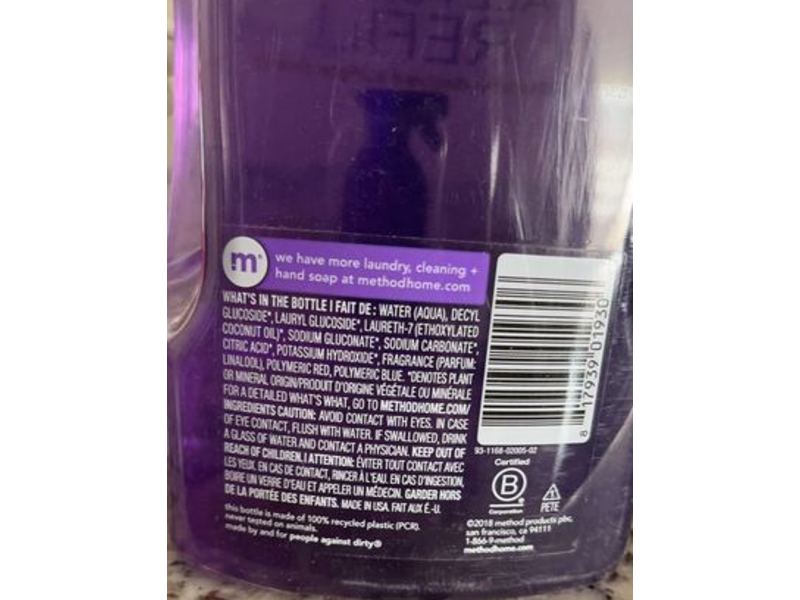 REFI
m®
we have more laundry, cleaning +
hand soap at methodhome.com
WHAT'S IN THE BOTTLE I FAIT DE : WATER (AQUA), DECYL
GLUCOSIDE*, LAURYL GLUCOSIDE*, LAURETH-7 (ETHOXYLATED
COCONUT OIL)*, SODIUM GLUCONATE*, SODIUM CARBONATE*,
CITRIC ACID*, POTASSIUM HYDROXIDE*, FRAGRANCE (PARFUM:
LINALOOL), POLYMERIC RED, POLYMERIC BLUE. *DENOTES PLANT
OR MINERAL ORIGIN/PRODUIT D'ORIGINE VÉGÉTALE OU MINÉRALE
FOR A DETAILED WHAT'S WHAT, GO TO METHODHOME.COM/
INGREDIENTS CAUTION: AVOID CONTACT WITH EYES. IN CASE
OF EYE CONTACT, FLUSH WITH WATER. IF SWALLOWED, DRINK
A GLASS OF WATER AND CONTACT A PHYSICIAN. KEEP OUT OF
REACH OF CHILDREN. I ATTENTION: ÉVITER TOUT CONTACT AVEC
LES YEUX. EN CAS DE CONTACT, RINCER À L'EAU. EN CAS D'INGESTION,
BOIRE UN VERRE D'EAU ET APPELER UN MÉDECIN. GARDER HORS
DE LA PORTÉE DES ENFANTS. MADE IN USA. FAIT AUX É.-U.
this bottle is made of 100% recycled plastic (PCR).
never tested on animals.
made by and for people against dirty®
8 17939 01930
93-1168-02005-02
Certified
B®
Corporation
1
PETE
©2018 method products pbc.
san francisco, ca 94111
1-866-9-method
methodhome.com